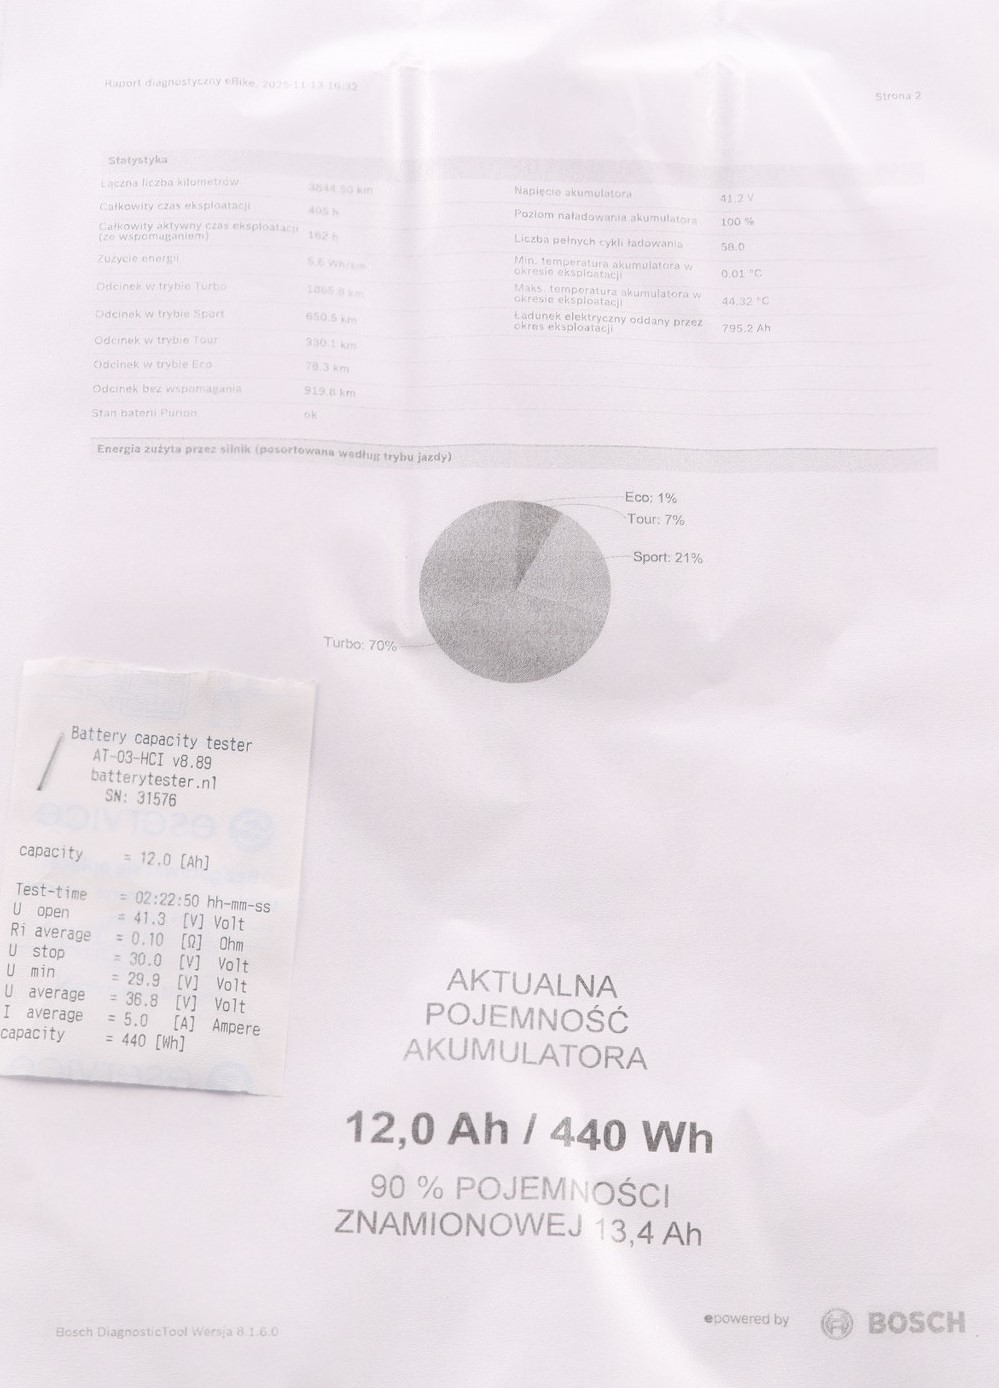 Raport diagnostyczny eBike, 2025-11-13 16:32
Strona 2
Statystyka
Łączna liczba kilometrów 3644.50 km
Całkowity czas eksploatacji 405 h
Całkowity aktywny czas eksploatacji
(ze wspomaganiem) 162 h
Zużycie energii 5.6 Wh/km
Odcinek w trybie Turbo 1065.8 km
Odcinek w trybie Sport 650.5 km
Odcinek w trybie Tour 930.1 km
Odcinek w trybie Eco 78.3 km
Odcinek bez wspomagania 919.8 km
Stan baterii Purion ok
Napięcie akumulatora 41.2 V
Poziom naładowania akumulatora 100 %
Liczba pełnych cykli ładowania 58.0
Min. temperatura akumulatora w
okresie eksploatacji 0.01 °C
Maks. temperatura akumulatora w
okresie eksploatacji 44.32 °C
Ładunek elektryczny oddany przez
okres eksploatacji 795.2 Ah
Energia zużyta przez silnik (posortowana według trybu jazdy)
Eco: 1%
Tour: 7%
Sport: 21%
Turbo: 70%
Battery capacity tester
AT-03-HCI v8.89
batterytester.nl
SN: 31576
capacity = 12.0 [Ah]
Test-time = 02:22:50 hh-mm-ss
U open = 41.3 [V] Volt
Ri average = 0.10 [Ω] Ohm
U stop = 30.0 [V] Volt
U min = 29.9 [V] Volt
U average = 36.8 [V] Volt
I average = 5.0 [A] Ampere
capacity = 440 [Wh]
AKTUALNA
POJEMNOŚĆ
AKUMULATORA
12,0 Ah / 440 Wh
90 % POJEMNOŚCI
ZNAMIONOWEJ 13,4 Ah
Bosch DiagnosticTool Wersja 8.1.6.0
epowered by
BOSCH